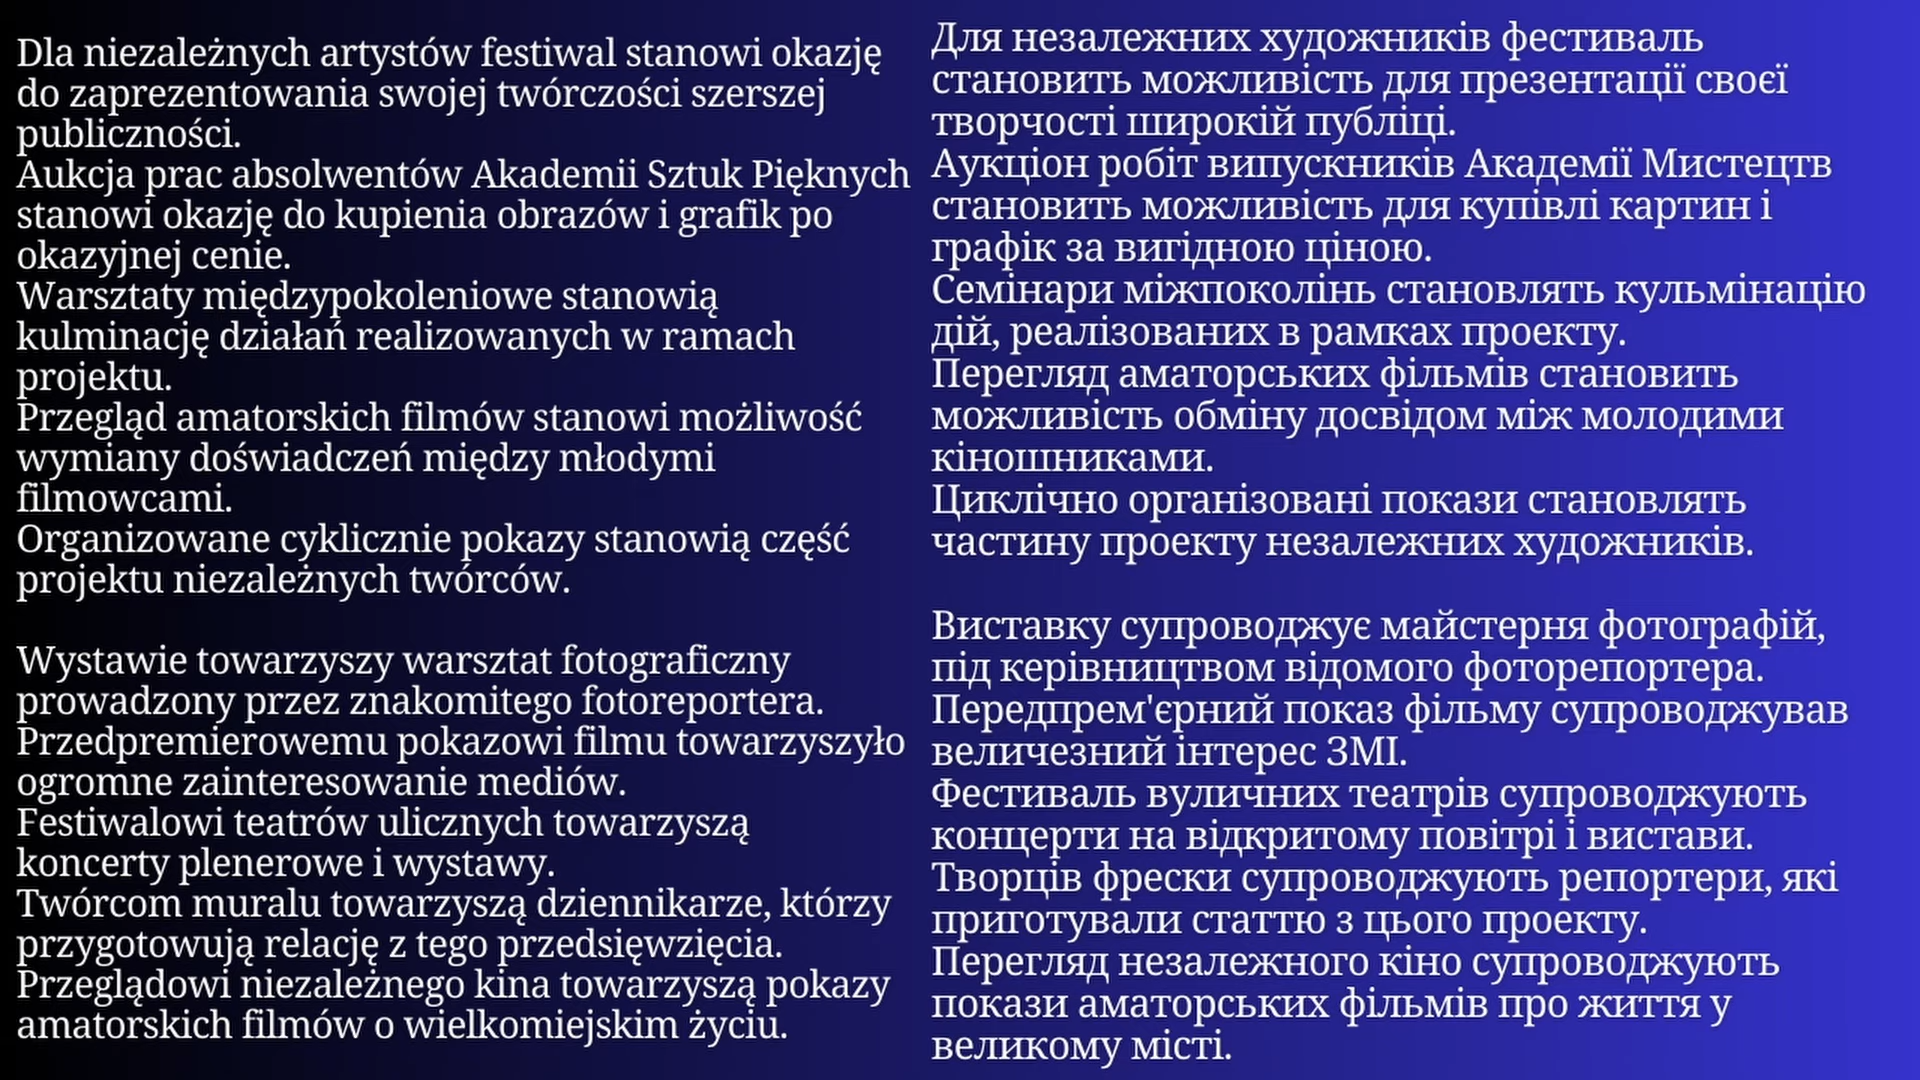 Dla niezależnych artystów festiwal stanowi okazję
do zaprezentowania swojej twórczości szerszej
publiczności.
Aukcja prac absolwentów Akademii Sztuk Pięknych
stanowi okazję do kupienia obrazów i grafik po
okazyjnej cenie.
Warsztaty międzypokoleniowe stanowią
kulminację działań realizowanych w ramach
projektu.
Przegląd amatorskich filmów stanowi możliwość
wymiany doświadczeń między młodymi
filmowcami.
Organizowane cyklicznie pokazy stanowią część
projektu niezależnych twórców.
Wystawie towarzyszy warsztat fotograficzny
prowadzony przez znakomitego fotoreportera.
Przedpremierowemu pokazowi filmu towarzyszyło
ogromne zainteresowanie mediów.
Festiwalowi teatrów ulicznych towarzyszą
koncerty plenerowe i wystawy.
Twórcom muralu towarzyszą dziennikarze, którzy
przygotowują relację z tego przedsięwzięcia.
Przeglądowi niezależnego kina towarzyszą pokazy
amatorskich filmów o wielkomiejskim życiu.
Для незалежних художників фестиваль
становить можливість для презентації своєї
творчості широкій публіці.
Аукціон робіт випускників Академії Мистецтв
становить можливість для купівлі картин і
графік за вигідною ціною.
Семінари міжпоколінь становлять кульмінацію
дій, реалізованих в рамках проекту.
Перегляд аматорських фільмів становить
можливість обміну досвідом між молодими
кіношниками.
Циклічно організовані покази становлять
частину проекту незалежних художників.
Виставку супроводжує майстерня фотографій,
під керівництвом відомого фоторепортера.
Передпрем'єрний показ фільму супроводжував
величезний інтерес ЗМІ.
Фестиваль вуличних театрів супроводжують
концерти на відкритому повітрі і вистави.
Творців фрески супроводжують репортери, які
приготували статтю з цього проекту.
Перегляд незалежного кіно супроводжують
покази аматорських фільмів про життя у
великому місті.